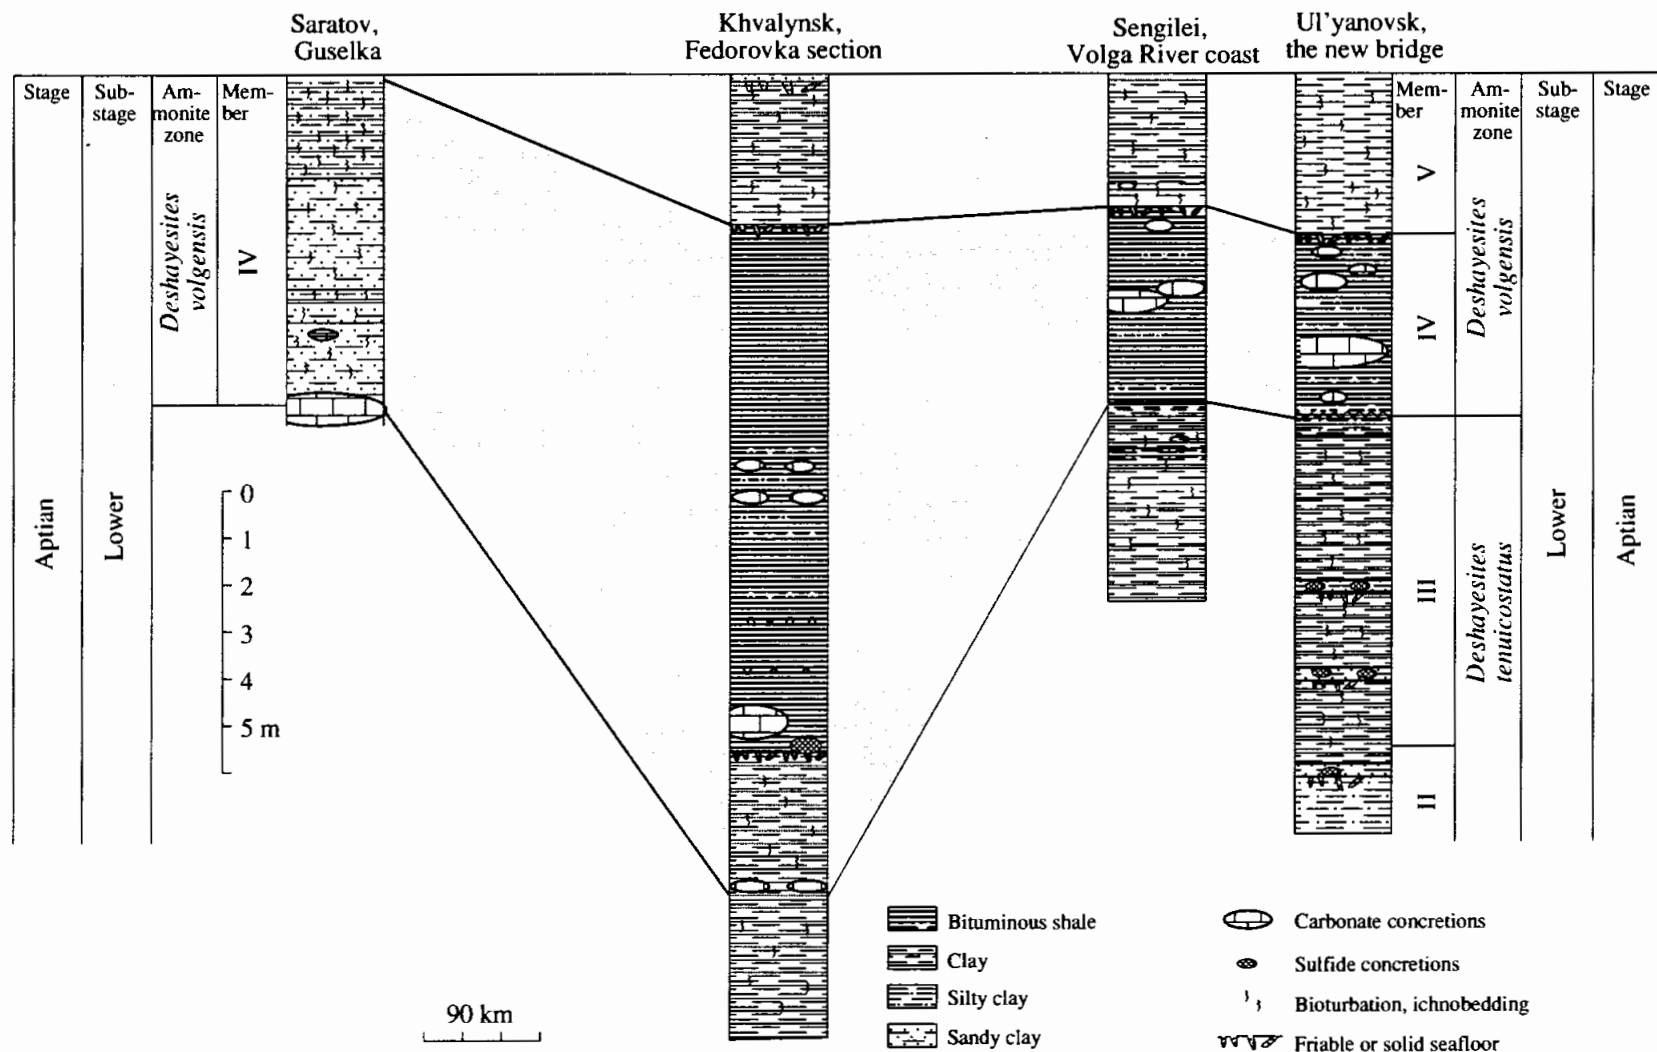 Saratov,
Guselka
Khvalynsk,
Fedorovka section
Sengilei,
Volga River coast
Ul'yanovsk,
the new bridge
Stage
Sub-
stage
Am-
monite
zone
Mem-
ber
Mem-
ber
Am-
monite
zone
Sub-
stage
Stage
Aptian
Lower
Deshayesites
volgensis
IV
V
IV
III
II
Deshayesites
volgensis
Deshayesites
tenuicostatus
Lower
Aptian
0
1
2
3
4
5 m
90 km
Bituminous shale
Clay
Silty clay
Sandy clay
Carbonate concretions
Sulfide concretions
Bioturbation, ichnobedding
Friable or solid seafloor